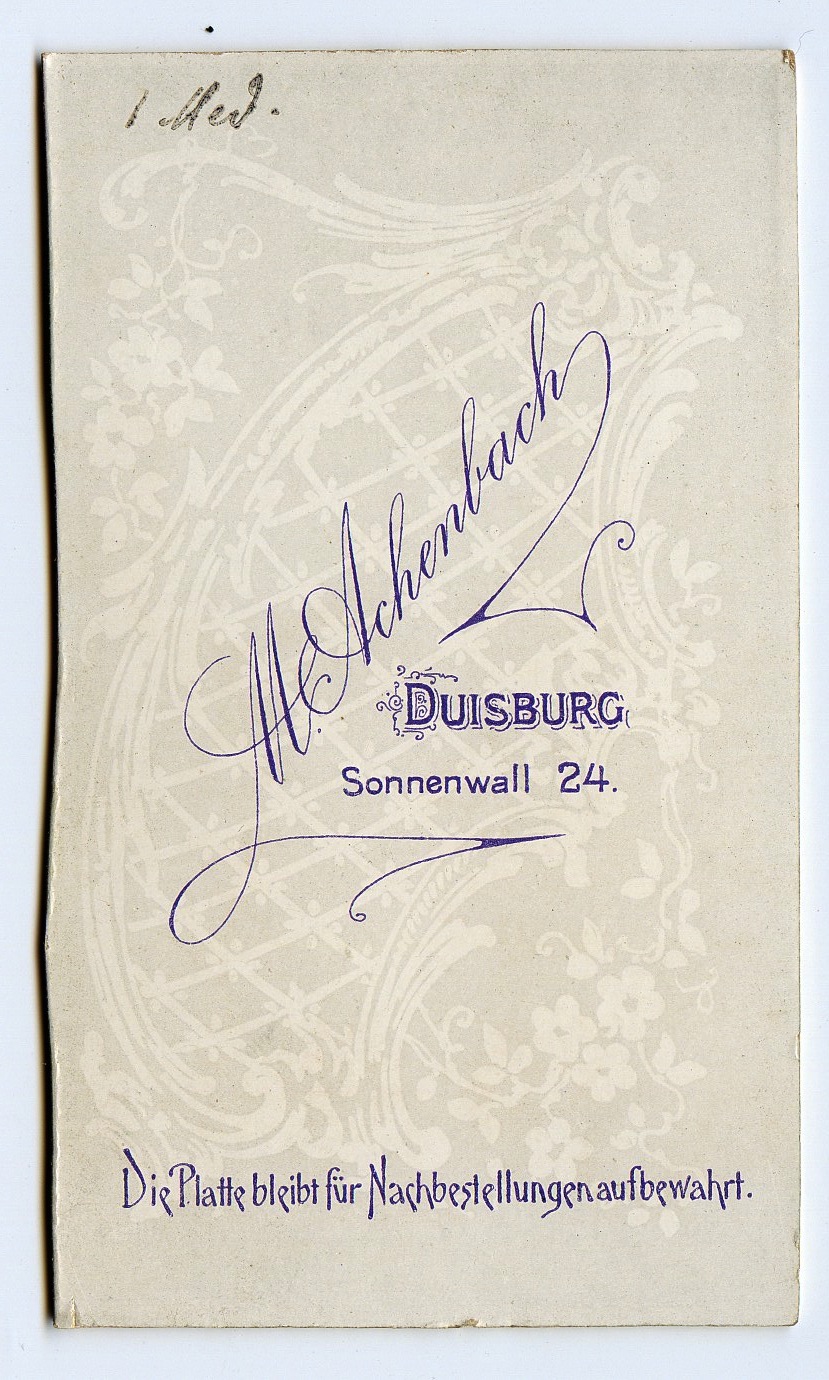 1 Med.
M. Achenbach
DUISBURG
Sonnenwall 24.
Die Platte bleibt für Nachbestellungen aufbewahrt.